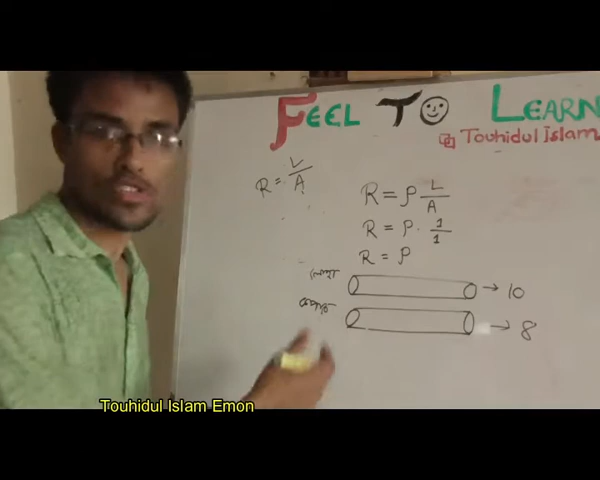 FEEL TO LEARN
Touhidul Islam
R = L/A
R = ρ L/A
R = ρ · 1/1
R = ρ
লোহা → 10
→ 8
Touhidul Islam Emon